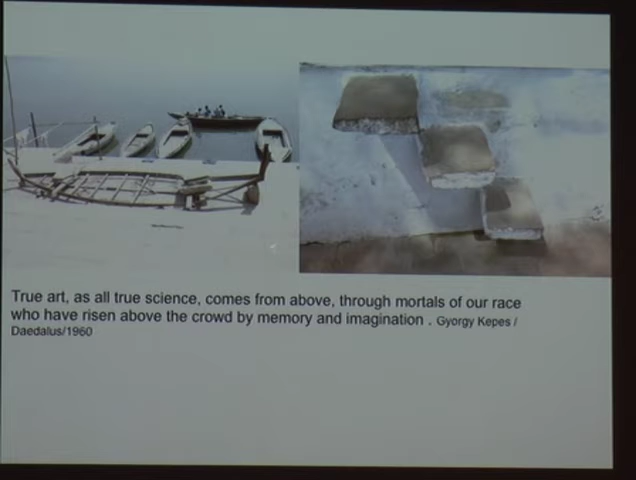 True art, as all true science, comes from above, through mortals of our race
who have risen above the crowd by memory and imagination . Gyorgy Kepes /
Daedalus/1960